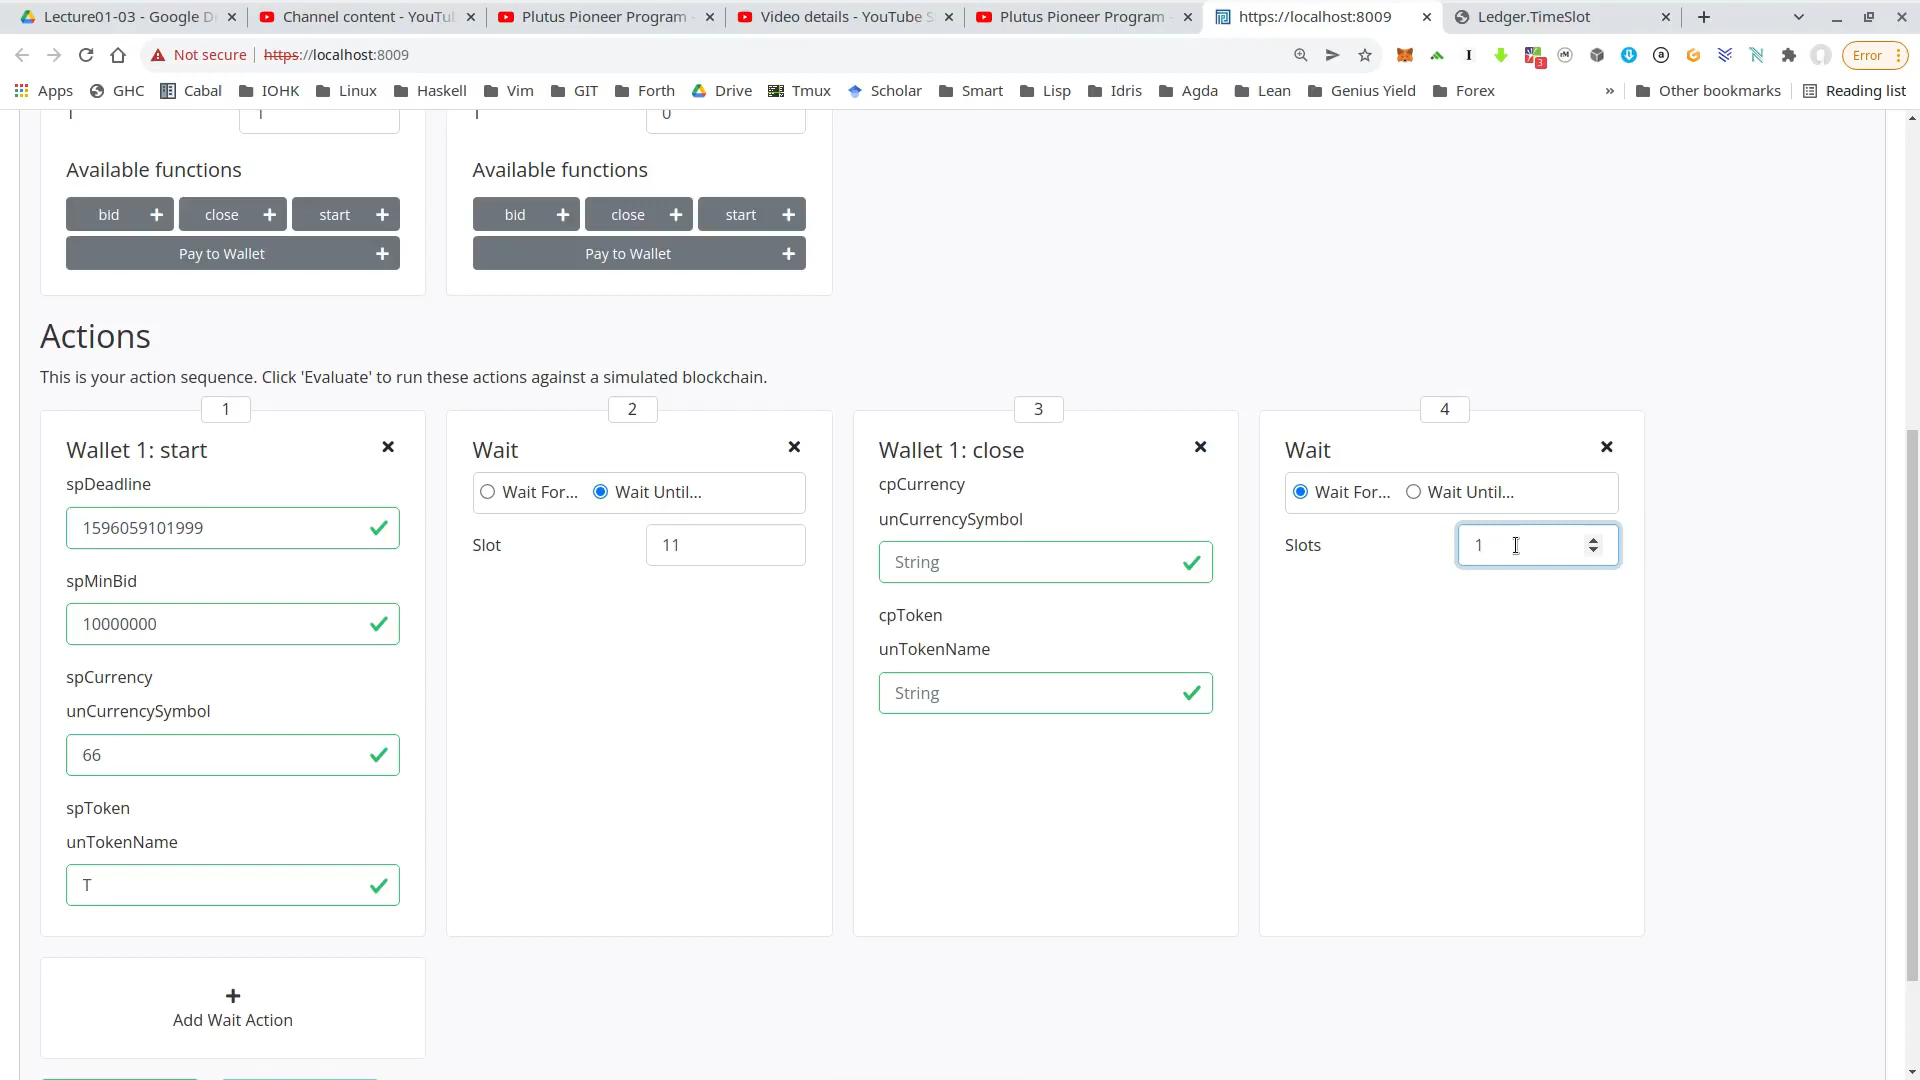 Lecture01-03 - Google D
Channel content - YouTu
Plutus Pioneer Program -
Video details - YouTube S
Plutus Pioneer Program -
https://localhost:8009
Ledger.TimeSlot
Not secure
https://localhost:8009
Error
Apps
GHC
Cabal
IOHK
Linux
Haskell
Vim
GIT
Forth
Drive
Tmux
Scholar
Smart
Lisp
Idris
Agda
Lean
Genius Yield
Forex
»
Other bookmarks
Reading list
T 1
T 0
Available functions
bid +
close +
start +
Pay to Wallet +
Available functions
bid +
close +
start +
Pay to Wallet +
Actions
This is your action sequence. Click 'Evaluate' to run these actions against a simulated blockchain.
1
Wallet 1: start
spDeadline
1596059101999
spMinBid
10000000
spCurrency
unCurrencySymbol
66
spToken
unTokenName
T
2
Wait
Wait For... Wait Until...
Slot 11
3
Wallet 1: close
cpCurrency
unCurrencySymbol
String
cpToken
unTokenName
String
4
Wait
Wait For... Wait Until...
Slots 1
+
Add Wait Action